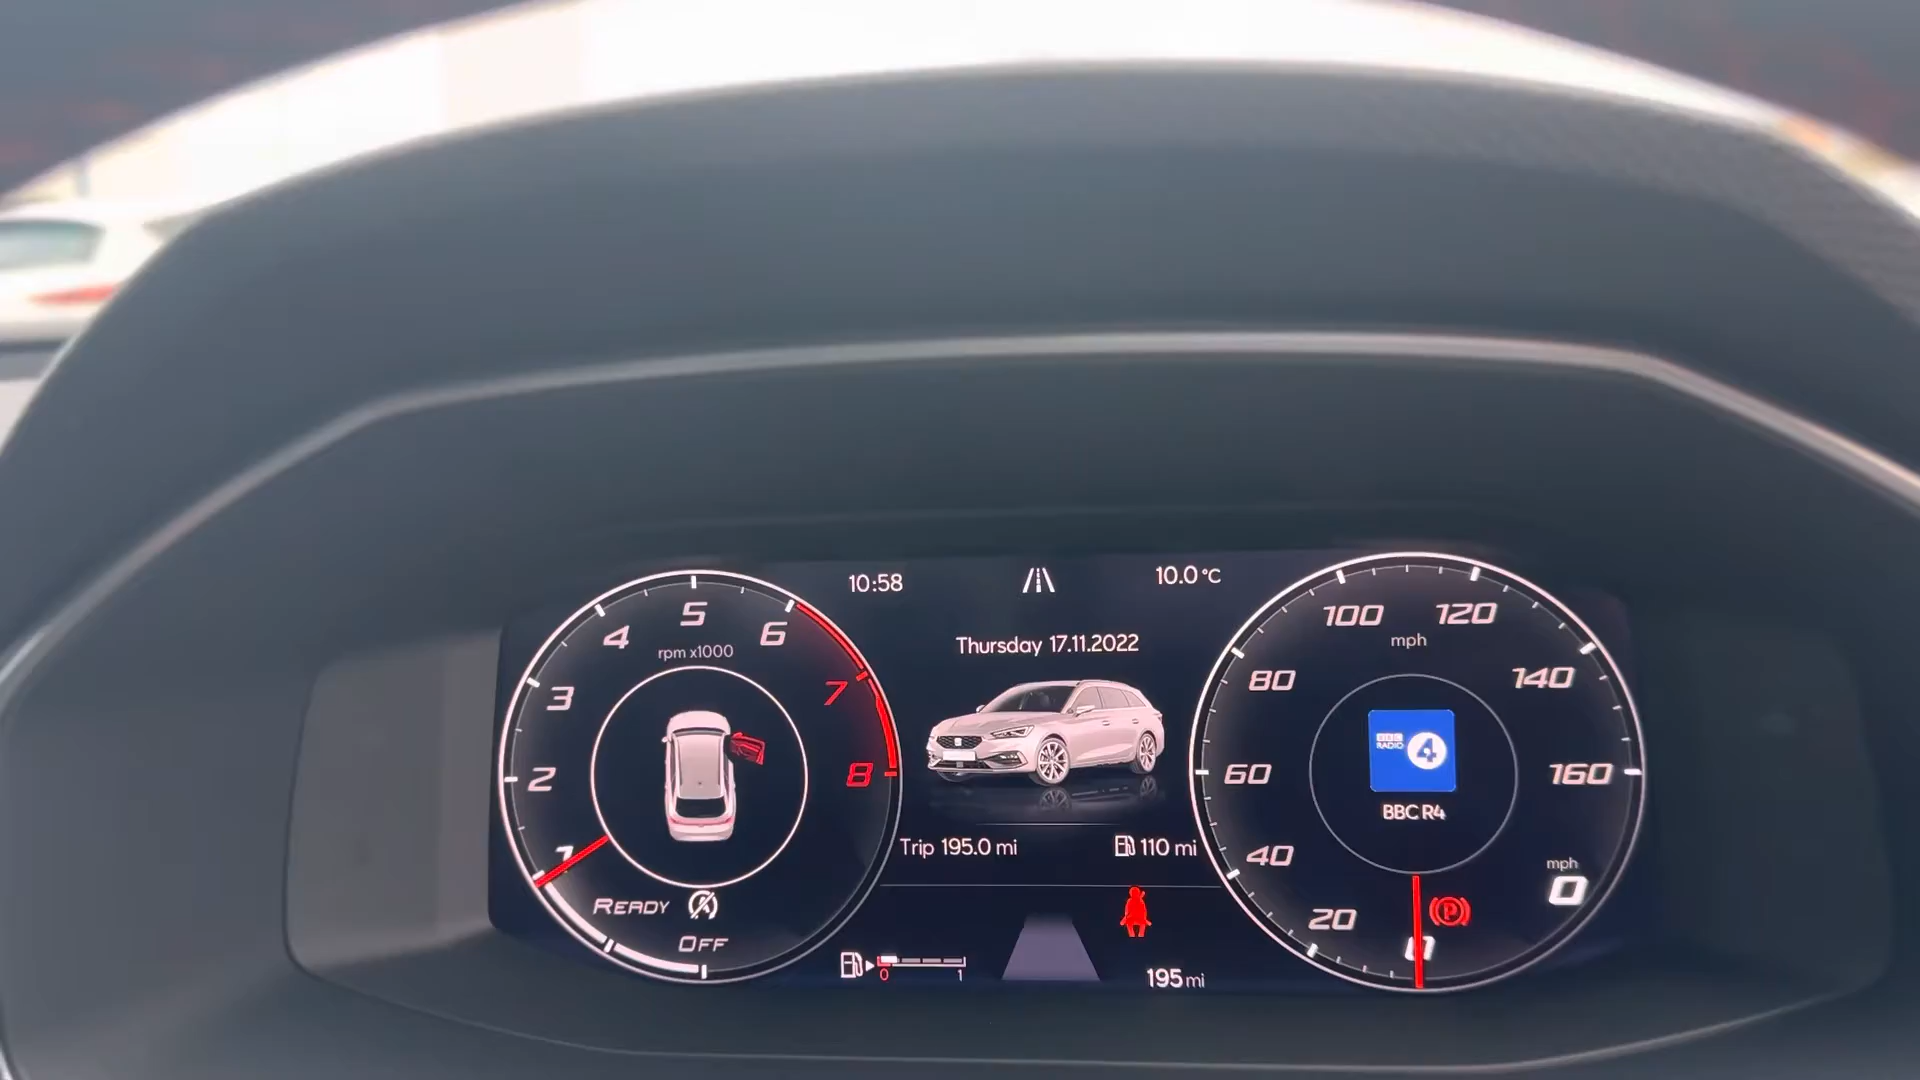 10:58
10.0°C
Thursday 17.11.2022
rpm x1000
1
2
3
4
5
6
7
8
READY
OFF
Trip 195.0 mi
110 mi
0
1
195 mi
mph
0
20
40
60
80
100
120
140
160
BBC
RADIO 4
BBC R4
P
mph
0